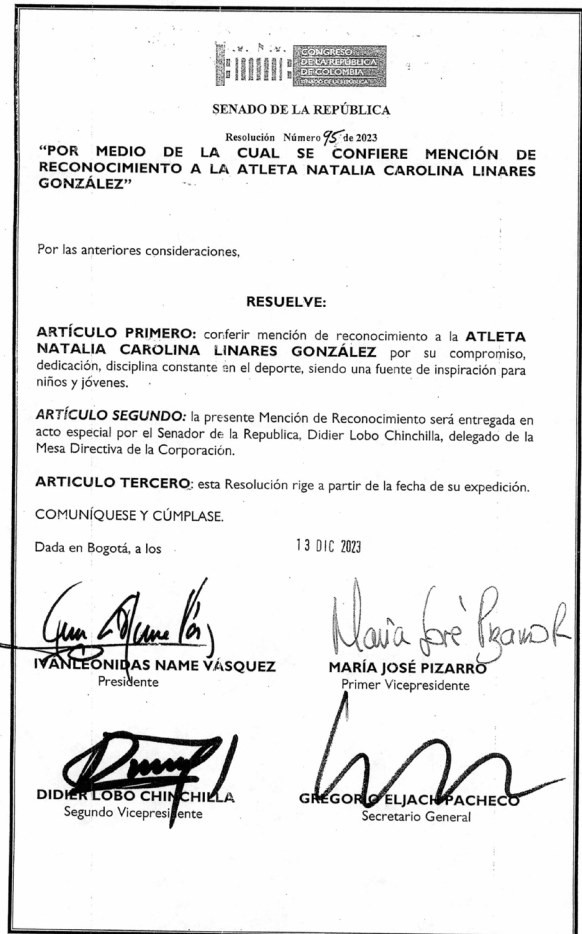 CONGRESO
DE LA REPÚBLICA
DE COLOMBIA
SENADO DE LA REPÚBLICA
SENADO DE LA REPÚBLICA
Resolución Número 95 de 2023
“POR MEDIO DE LA CUAL SE CONFIERE MENCIÓN DE
RECONOCIMIENTO A LA ATLETA NATALIA CAROLINA LINARES
GONZÁLEZ”
Por las anteriores consideraciones,
RESUELVE:
ARTÍCULO PRIMERO: conferir mención de reconocimiento a la ATLETA
NATALIA CAROLINA LINARES GONZÁLEZ por su compromiso,
dedicación, disciplina constante en el deporte, siendo una fuente de inspiración para
niños y jóvenes.
ARTÍCULO SEGUNDO: la presente Mención de Reconocimiento será entregada en
acto especial por el Senador de la Republica, Didier Lobo Chinchilla, delegado de la
Mesa Directiva de la Corporación.
ARTICULO TERCERO: esta Resolución rige a partir de la fecha de su expedición.
COMUNÍQUESE Y CÚMPLASE.
Dada en Bogotá, a los 13 DIC 2023
María José Pizarro R
IVANLEONIDAS NAME VÁSQUEZ
Presidente
MARÍA JOSÉ PIZARRO
Primer Vicepresidente
DIDIER LOBO CHINCHILLA
Segundo Vicepresidente
GREGORIO ELJACH PACHECO
Secretario General